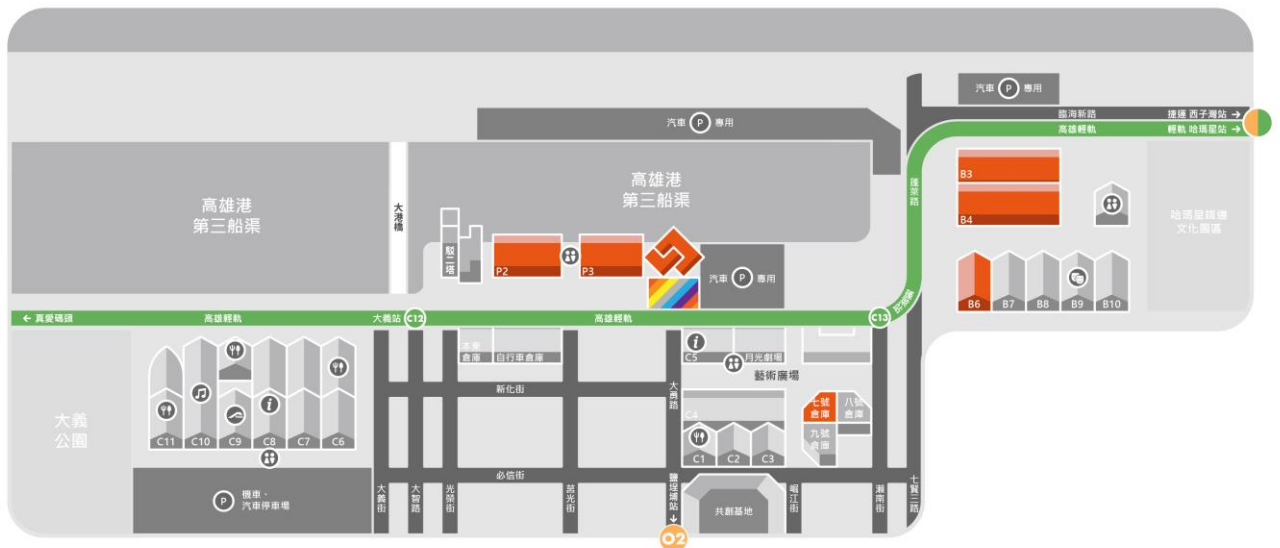 汽車 P 專用
臨海新路
捷運 西子灣站 →
高雄輕軌
輕軌 哈瑪星站 →
汽車 P 專用
高雄港
第三船渠
大港橋
高雄港
第三船渠
蓬萊路
B3
B4
哈瑪星鐵道
文化園區
駁二塔
P2
P3
汽車 P 專用
B6
B7
B8
B9
B10
← 真愛碼頭
高雄輕軌
大義站
C12
高雄輕軌
C13
蓬萊站
大義
公園
C11
C10
C9
C8
C7
C6
本東
倉庫
自行車倉庫
C5
月光劇場
藝術廣場
新化街
大勇路
C4
七號
倉庫
八號
倉庫
九號
倉庫
C1
C2
C3
必信街
P
機車、
汽車停車場
大義街
大智路
光榮街
莒光街
鹽埕埔站 →
O2
共創基地
崛江街
瀨南街
七賢三路